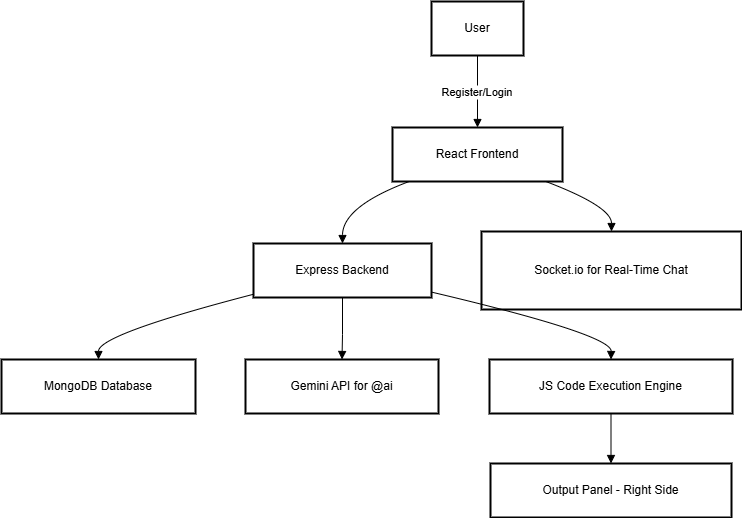 User
Register/Login
React Frontend
Express Backend
Socket.io for Real-Time Chat
MongoDB Database
Gemini API for @ai
JS Code Execution Engine
Output Panel - Right Side